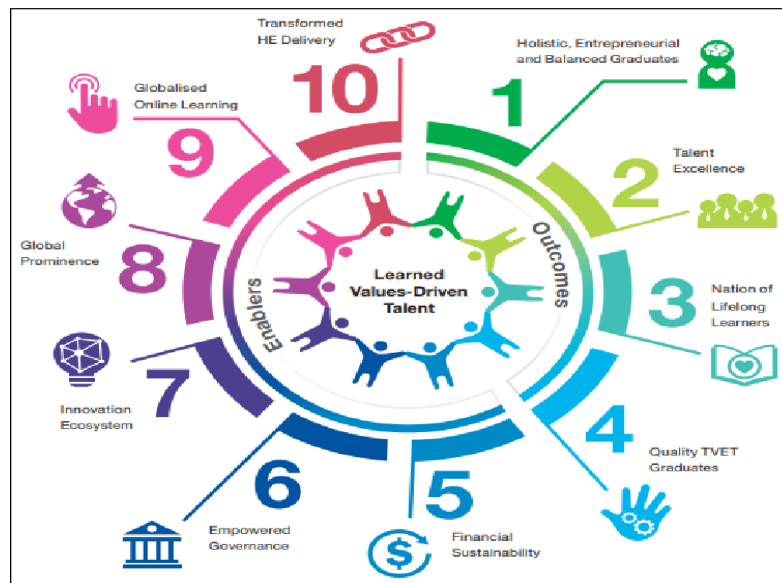 1
Holistic, Entrepreneurial
and Balanced Graduates
2
Talent
Excellence
3
Nation of
Lifelong
Learners
4
Quality TVET
Graduates
5
Financial
Sustainability
$
6
Empowered
Governance
7
Innovation
Ecosystem
8
Global
Prominence
9
Globalised
Online Learning
10
Transformed
HE Delivery
Enablers
Outcomes
Learned
Values-Driven
Talent